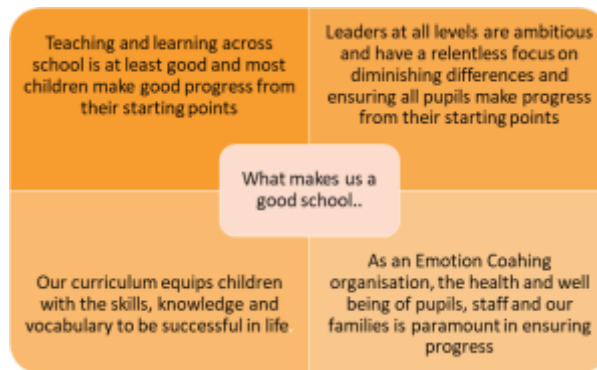 Teaching and learning across
school is at least good and most
children make good progress from
their starting points
Leaders at all levels are ambitious
and have a relentless focus on
diminishing differences and
ensuring all pupils make progress
from their starting points
What makes us a
good school..
Our curriculum equips children
with the skills, knowledge and
vocabulary to be successful in life
As an Emotion Coahing
organisation, the health and well
being of pupils, staff and our
families is paramount in ensuring
progress